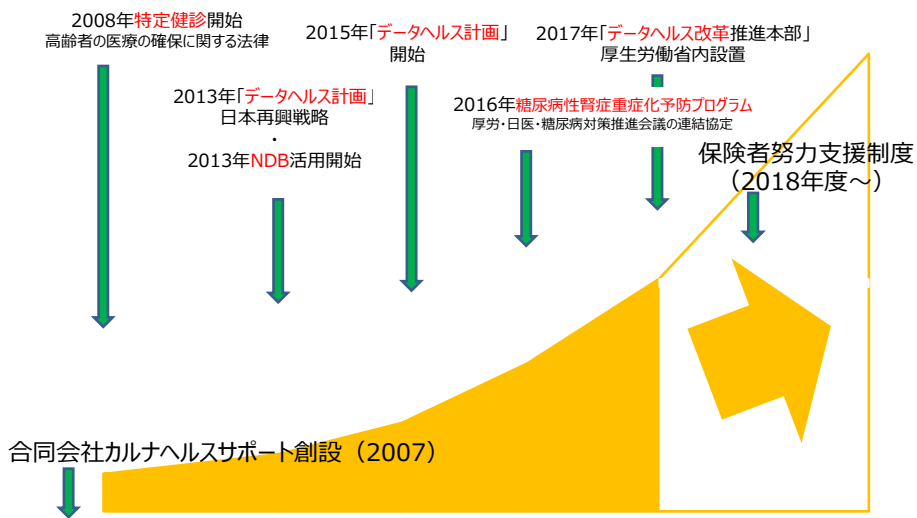 2008年特定健診開始
高齢者の医療の確保に関する法律
2013年「データヘルス計画」
日本再興戦略
・
2013年NDB活用開始
2015年「データヘルス計画」
開始
2016年糖尿病性腎症重症化予防プログラム
厚労・日医・糖尿病対策推進会議の連結協定
2017年「データヘルス改革推進本部」
厚生労働省内設置
保険者努力支援制度
（2018年度～）
合同会社カルナヘルスサポート創設（2007）